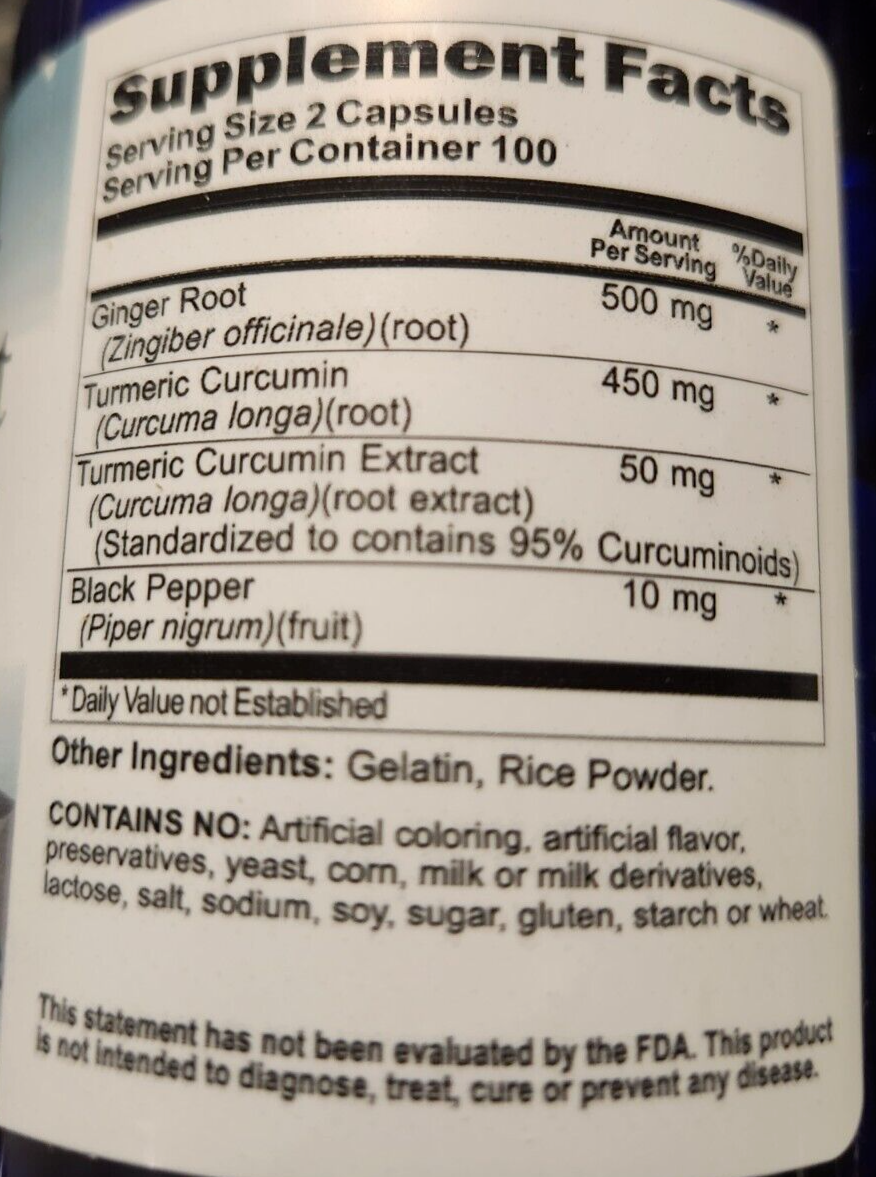 Supplement Facts
Serving Size 2 Capsules
Serving Per Container 100
Amount Per Serving %Daily Value
Ginger Root 500 mg *
(Zingiber officinale)(root)
Turmeric Curcumin 450 mg *
(Curcuma longa)(root)
Turmeric Curcumin Extract 50 mg *
(Curcuma longa)(root extract)
(Standardized to contains 95% Curcuminoids)
Black Pepper 10 mg *
(Piper nigrum)(fruit)
*Daily Value not Established
Other Ingredients: Gelatin, Rice Powder.
CONTAINS NO: Artificial coloring, artificial flavor,
preservatives, yeast, corn, milk or milk derivatives,
lactose, salt, sodium, soy, sugar, gluten, starch or wheat.
This statement has not been evaluated by the FDA. This product
is not intended to diagnose, treat, cure or prevent any disease.